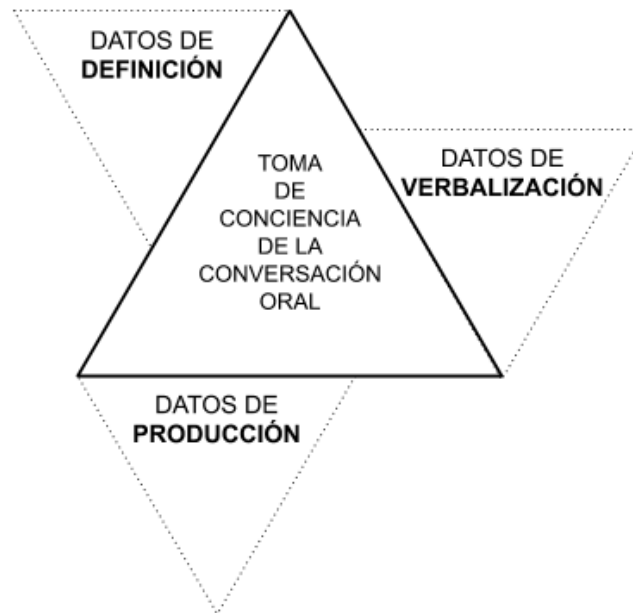 DATOS DE
DEFINICIÓN
TOMA
DE
CONCIENCIA
DE LA
CONVERSACIÓN
ORAL
DATOS DE
VERBALIZACIÓN
DATOS DE
PRODUCCIÓN